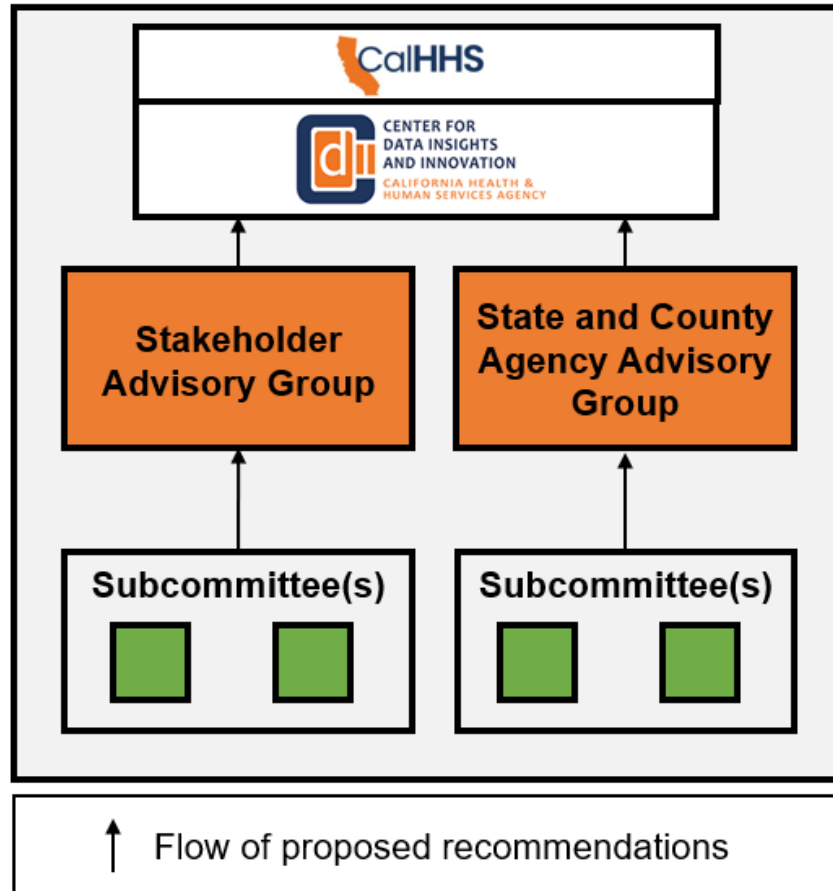 CalHHS
CENTER FOR
DATA INSIGHTS
AND INNOVATION
CALIFORNIA HEALTH &
HUMAN SERVICES AGENCY
Stakeholder
Advisory Group
State and County
Agency Advisory
Group
Subcommittee(s)
Subcommittee(s)
Flow of proposed recommendations